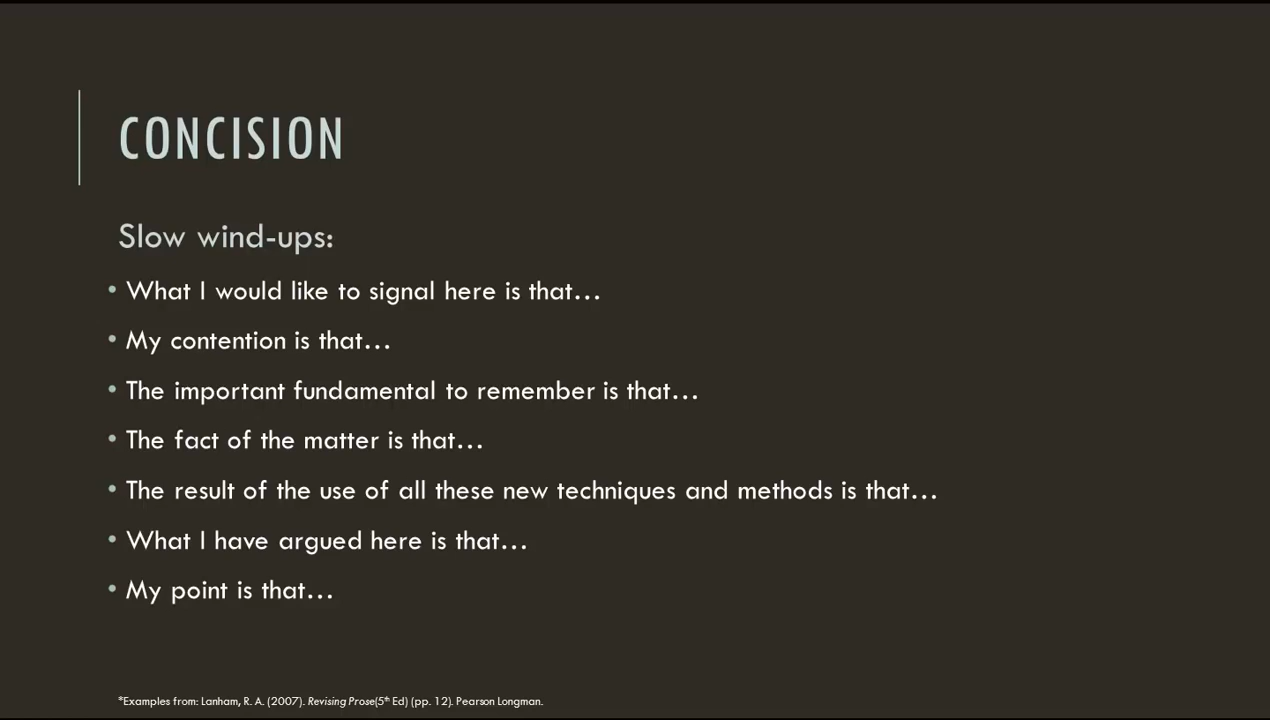 CONCISION
Slow wind-ups:
• What I would like to signal here is that…
• My contention is that…
• The important fundamental to remember is that…
• The fact of the matter is that…
• The result of the use of all these new techniques and methods is that…
• What I have argued here is that…
• My point is that…
*Examples from: Lanham, R. A. (2007). Revising Prose(5th Ed) (pp. 12). Pearson Longman.